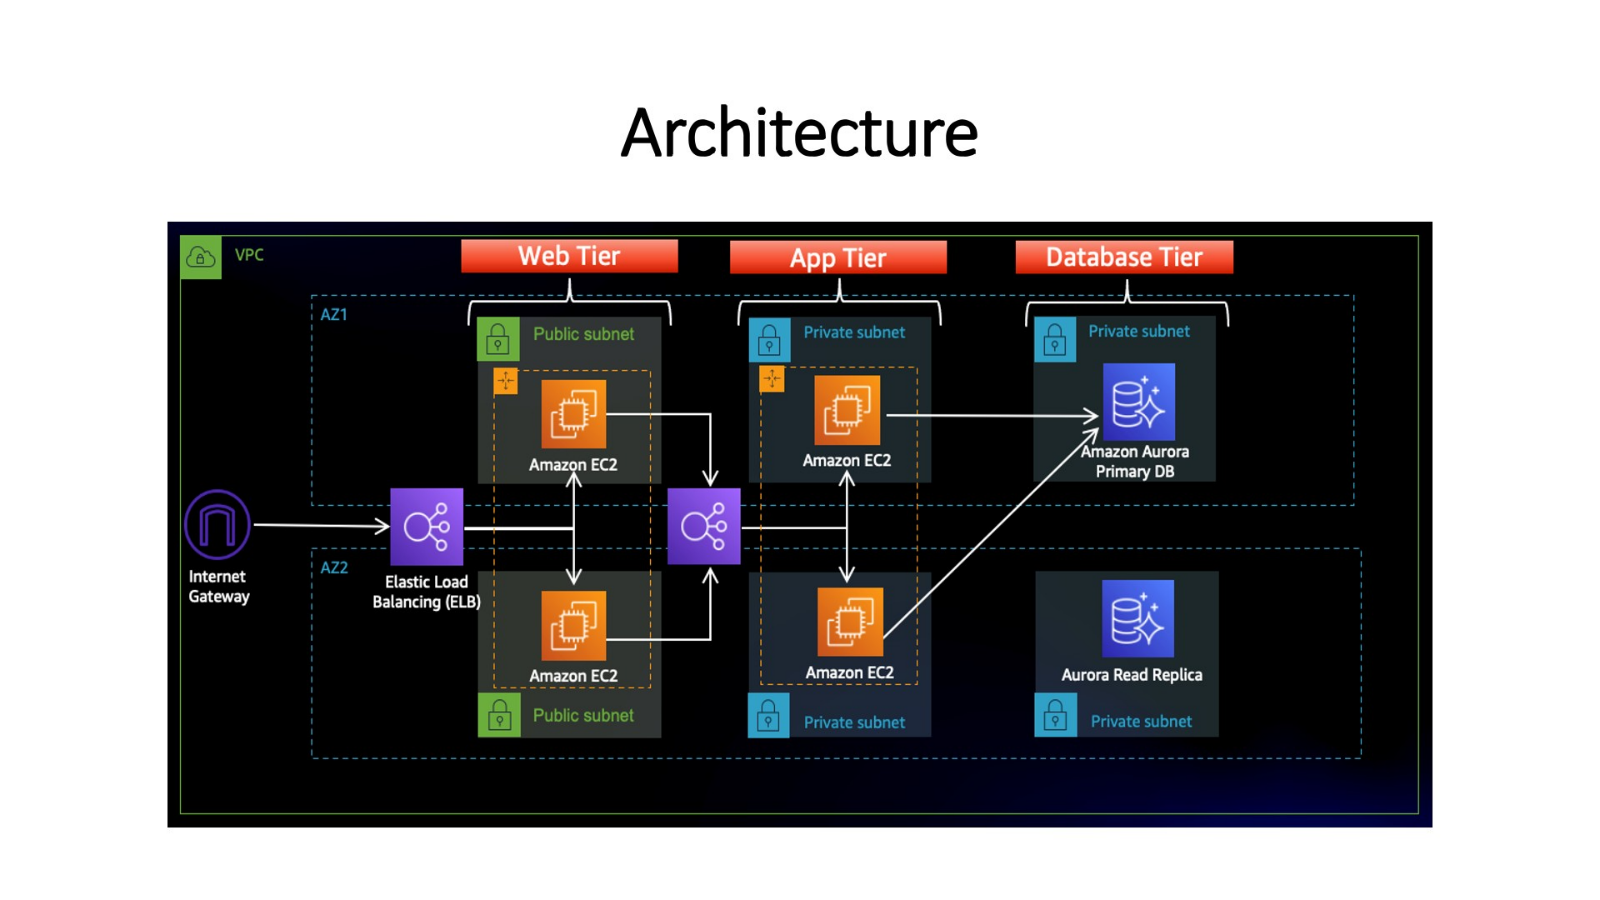 Architecture
VPC
Web Tier
App Tier
Database Tier
AZ1
Public subnet
Private subnet
Private subnet
Amazon EC2
Amazon EC2
Amazon Aurora
Primary DB
Internet
Gateway
Elastic Load
Balancing (ELB)
AZ2
Amazon EC2
Amazon EC2
Aurora Read Replica
Public subnet
Private subnet
Private subnet